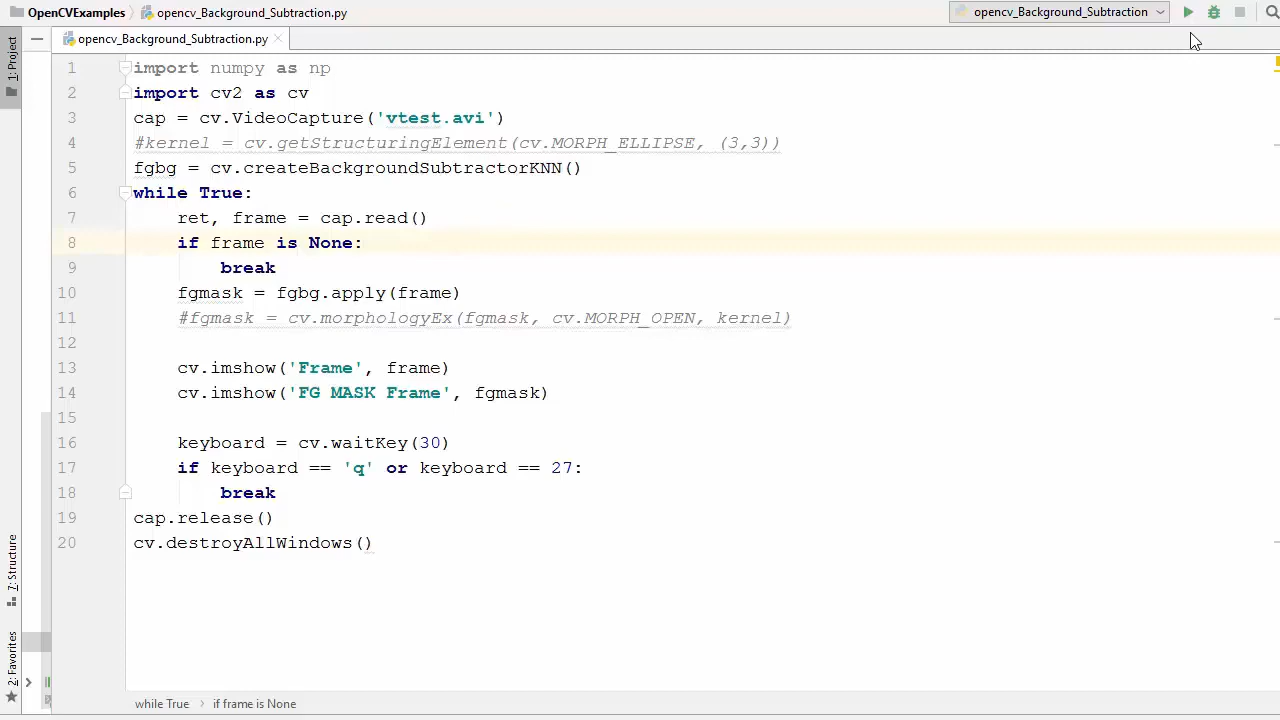 OpenCVExamples › opencv_Background_Subtraction.py
opencv_Background_Subtraction
opencv_Background_Subtraction.py
1: Project
1 import numpy as np
2 import cv2 as cv
3 cap = cv.VideoCapture('vtest.avi')
4 #kernel = cv.getStructuringElement(cv.MORPH_ELLIPSE, (3,3))
5 fgbg = cv.createBackgroundSubtractorKNN()
6 while True:
7     ret, frame = cap.read()
8     if frame is None:
9         break
10     fgmask = fgbg.apply(frame)
11     #fgmask = cv.morphologyEx(fgmask, cv.MORPH_OPEN, kernel)
12
13     cv.imshow('Frame', frame)
14     cv.imshow('FG MASK Frame', fgmask)
15
16     keyboard = cv.waitKey(30)
17     if keyboard == 'q' or keyboard == 27:
18         break
19 cap.release()
20 cv.destroyAllWindows()
7: Structure
2: Favorites
while True › if frame is None